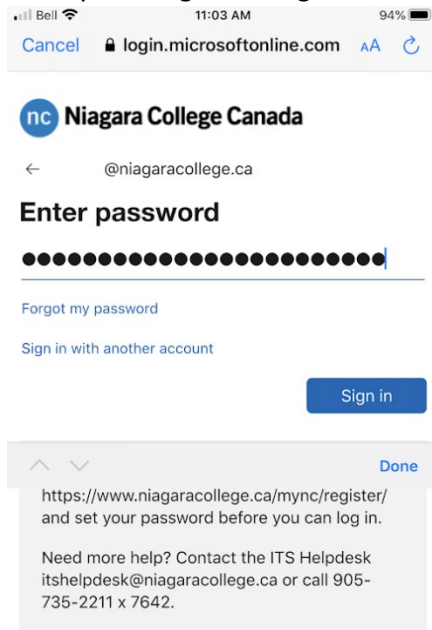 Bell 11:03 AM 94%
Cancel login.microsoftonline.com AA
nc Niagara College Canada
← @niagaracollege.ca
Enter password
●●●●●●●●●●●●●●●●●●●●●●●●
Forgot my password
Sign in with another account
Sign in
Done
https://www.niagaracollege.ca/mync/register/
and set your password before you can log in.
Need more help? Contact the ITS Helpdesk
itshelpdesk@niagaracollege.ca or call 905-
735-2211 x 7642.